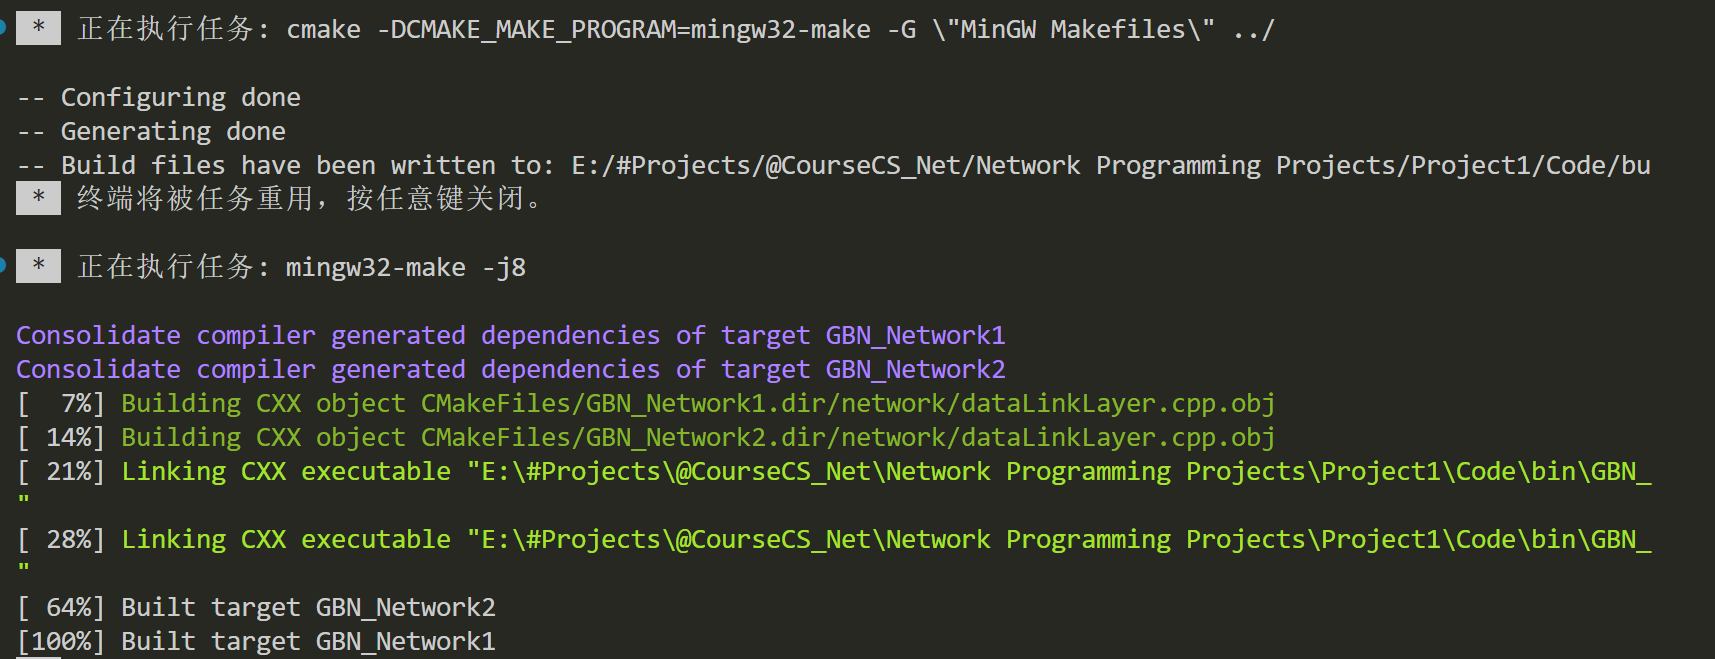 * 正在执行任务: cmake -DCMAKE_MAKE_PROGRAM=mingw32-make -G \"MinGW Makefiles\" ../
-- Configuring done
-- Generating done
-- Build files have been written to: E:/#Projects/@CourseCS_Net/Network Programming Projects/Project1/Code/bu
* 终端将被任务重用，按任意键关闭。
* 正在执行任务: mingw32-make -j8
Consolidate compiler generated dependencies of target GBN_Network1
Consolidate compiler generated dependencies of target GBN_Network2
[  7%] Building CXX object CMakeFiles/GBN_Network1.dir/network/dataLinkLayer.cpp.obj
[ 14%] Building CXX object CMakeFiles/GBN_Network2.dir/network/dataLinkLayer.cpp.obj
[ 21%] Linking CXX executable "E:\#Projects\@CourseCS_Net\Network Programming Projects\Project1\Code\bin\GBN_
"
[ 28%] Linking CXX executable "E:\#Projects\@CourseCS_Net\Network Programming Projects\Project1\Code\bin\GBN_
"
[ 64%] Built target GBN_Network2
[100%] Built target GBN_Network1